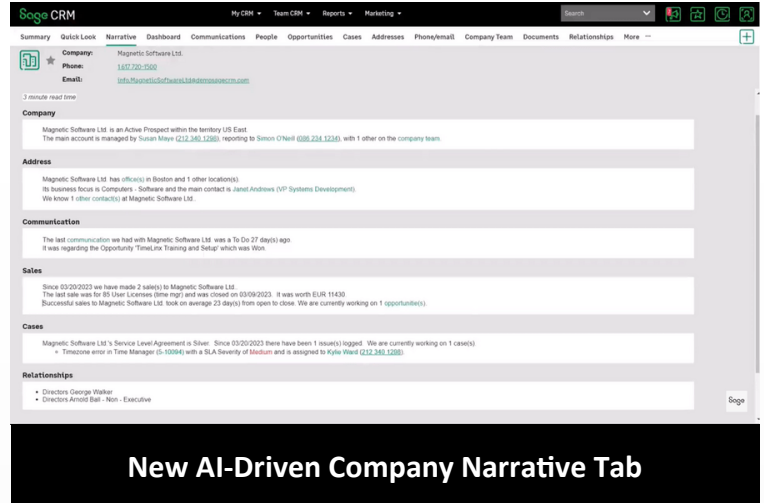 Sage CRM
My CRM Team CRM Reports Marketing
Search
Summary Quick Look Narrative Dashboard Communications People Opportunities Cases Addresses Phone/email Company Team Documents Relationships More
Company: Magnetic Software Ltd.
Phone: 1.617.720-1500
Email: Info.MagneticSoftwareLtd@demosagecrm.com
3 minute read time
Company
Magnetic Software Ltd. is an Active Prospect within the territory US East.
The main account is managed by Susan Maye (212 340 1298), reporting to Simon O'Neill (086 234 1234), with 1 other on the company team.
Address
Magnetic Software Ltd. has office(s) in Boston and 1 other location(s).
Its business focus is Computers - Software and the main contact is Janet Andrews (VP Systems Development).
We know 1 other contact(s) at Magnetic Software Ltd..
Communication
The last communication we had with Magnetic Software Ltd. was a To Do 27 day(s) ago.
It was regarding the Opportunity 'TimeLinx Training and Setup' which was Won.
Sales
Since 03/20/2023 we have made 2 sale(s) to Magnetic Software Ltd..
The last sale was for 85 User Licenses (time mgr) and was closed on 03/09/2023. It was worth EUR 11430.
Successful sales to Magnetic Software Ltd. took on average 23 day(s) from open to close. We are currently working on 1 opportunitie(s).
Cases
Magnetic Software Ltd.'s Service Level Agreement is Silver. Since 03/20/2023 there have been 1 issue(s) logged. We are currently working on 1 case(s)
Timezone error in Time Manager (5-10094) with a SLA Severity of Medium and is assigned to Kylie Ward (212 340 1298).
Relationships
• Directors George Walker
• Directors Arnold Ball - Non - Executive
Sage
New AI-Driven Company Narrative Tab